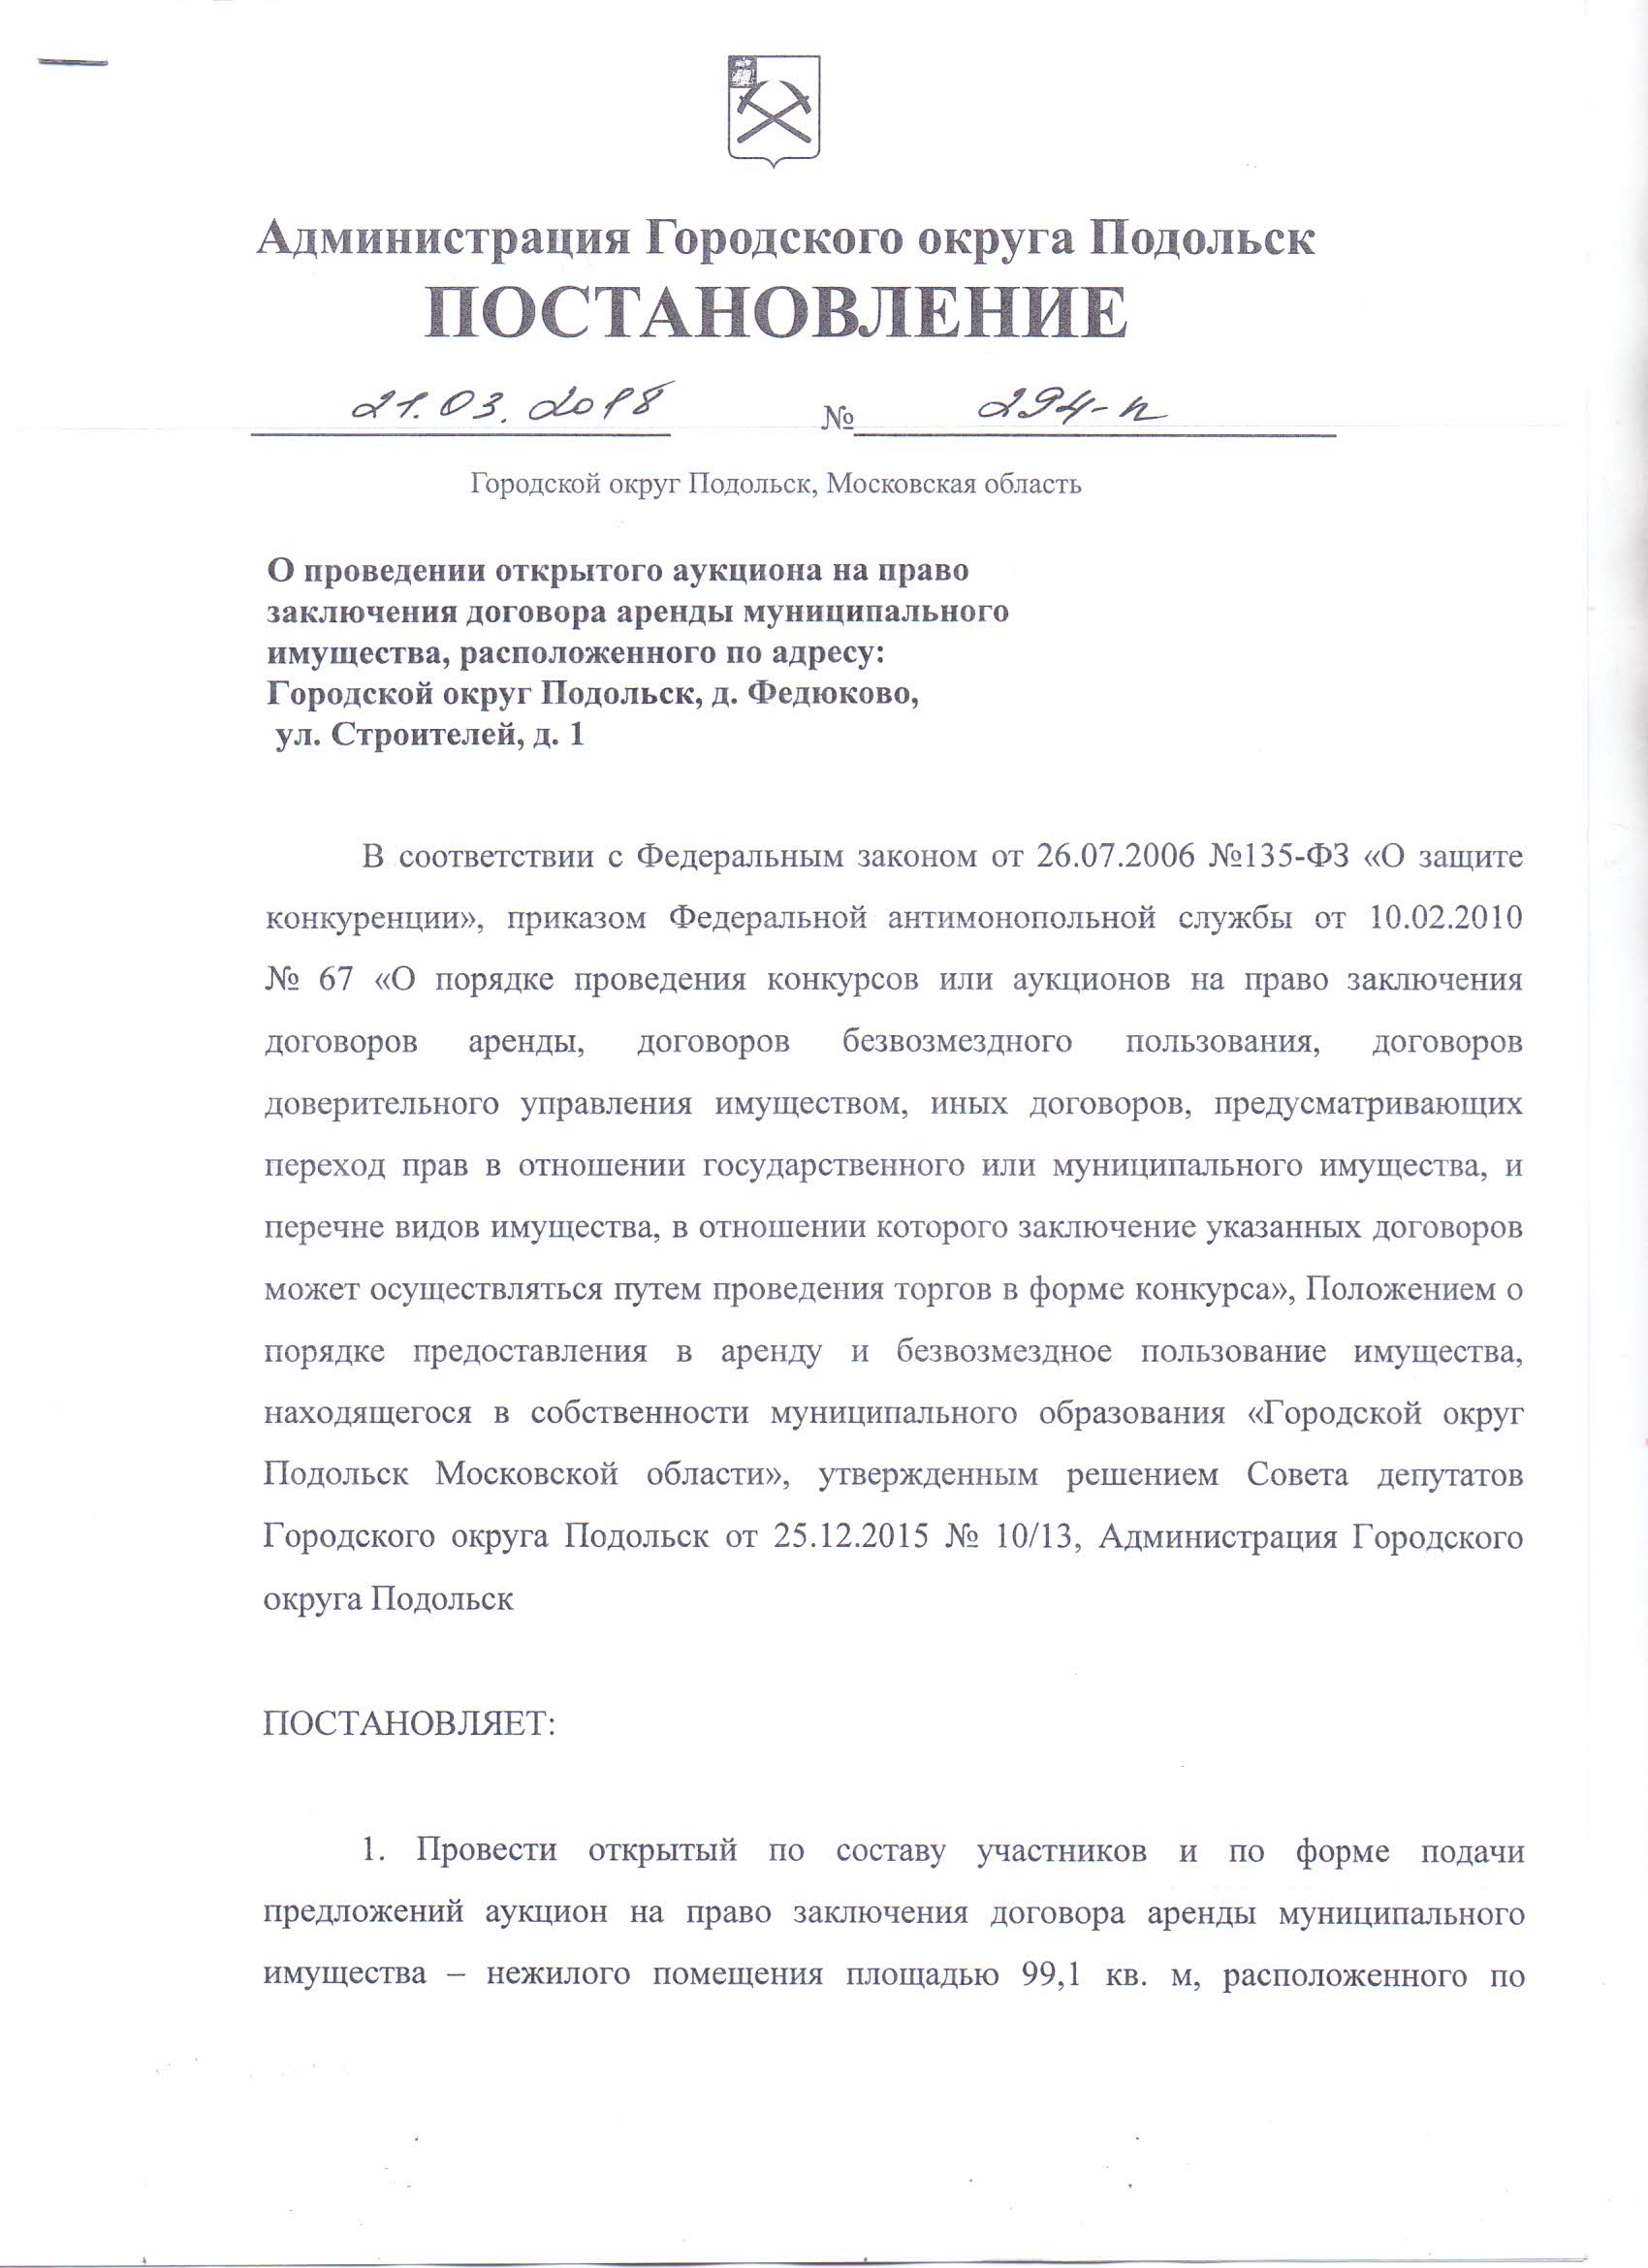 Администрация Городского округа Подольск
ПОСТАНОВЛЕНИЕ
21.03.2018 № 294-п
Городской округ Подольск, Московская область
О проведении открытого аукциона на право
заключения договора аренды муниципального
имущества, расположенного по адресу:
Городской округ Подольск, д. Федюково,
ул. Строителей, д. 1
В соответствии с Федеральным законом от 26.07.2006 №135-ФЗ «О защите
конкуренции», приказом Федеральной антимонопольной службы от 10.02.2010
№ 67 «О порядке проведения конкурсов или аукционов на право заключения
договоров аренды, договоров безвозмездного пользования, договоров
доверительного управления имуществом, иных договоров, предусматривающих
переход прав в отношении государственного или муниципального имущества, и
перечне видов имущества, в отношении которого заключение указанных договоров
может осуществляться путем проведения торгов в форме конкурса», Положением о
порядке предоставления в аренду и безвозмездное пользование имущества,
находящегося в собственности муниципального образования «Городской округ
Подольск Московской области», утвержденным решением Совета депутатов
Городского округа Подольск от 25.12.2015 № 10/13, Администрация Городского
округа Подольск
ПОСТАНОВЛЯЕТ:
1. Провести открытый по составу участников и по форме подачи
предложений аукцион на право заключения договора аренды муниципального
имущества – нежилого помещения площадью 99,1 кв. м, расположенного по